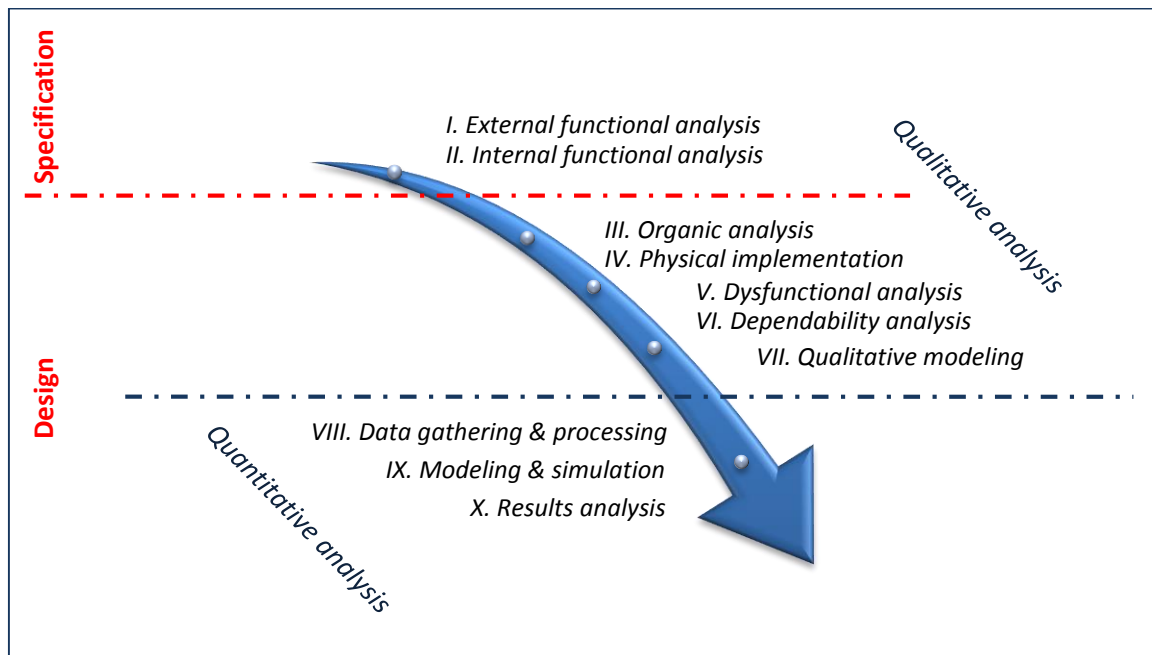 Specification
I. External functional analysis
II. Internal functional analysis
Qualitative analysis
III. Organic analysis
IV. Physical implementation
V. Dysfunctional analysis
VI. Dependability analysis
VII. Qualitative modeling
Design
VIII. Data gathering & processing
IX. Modeling & simulation
X. Results analysis
Quantitative analysis